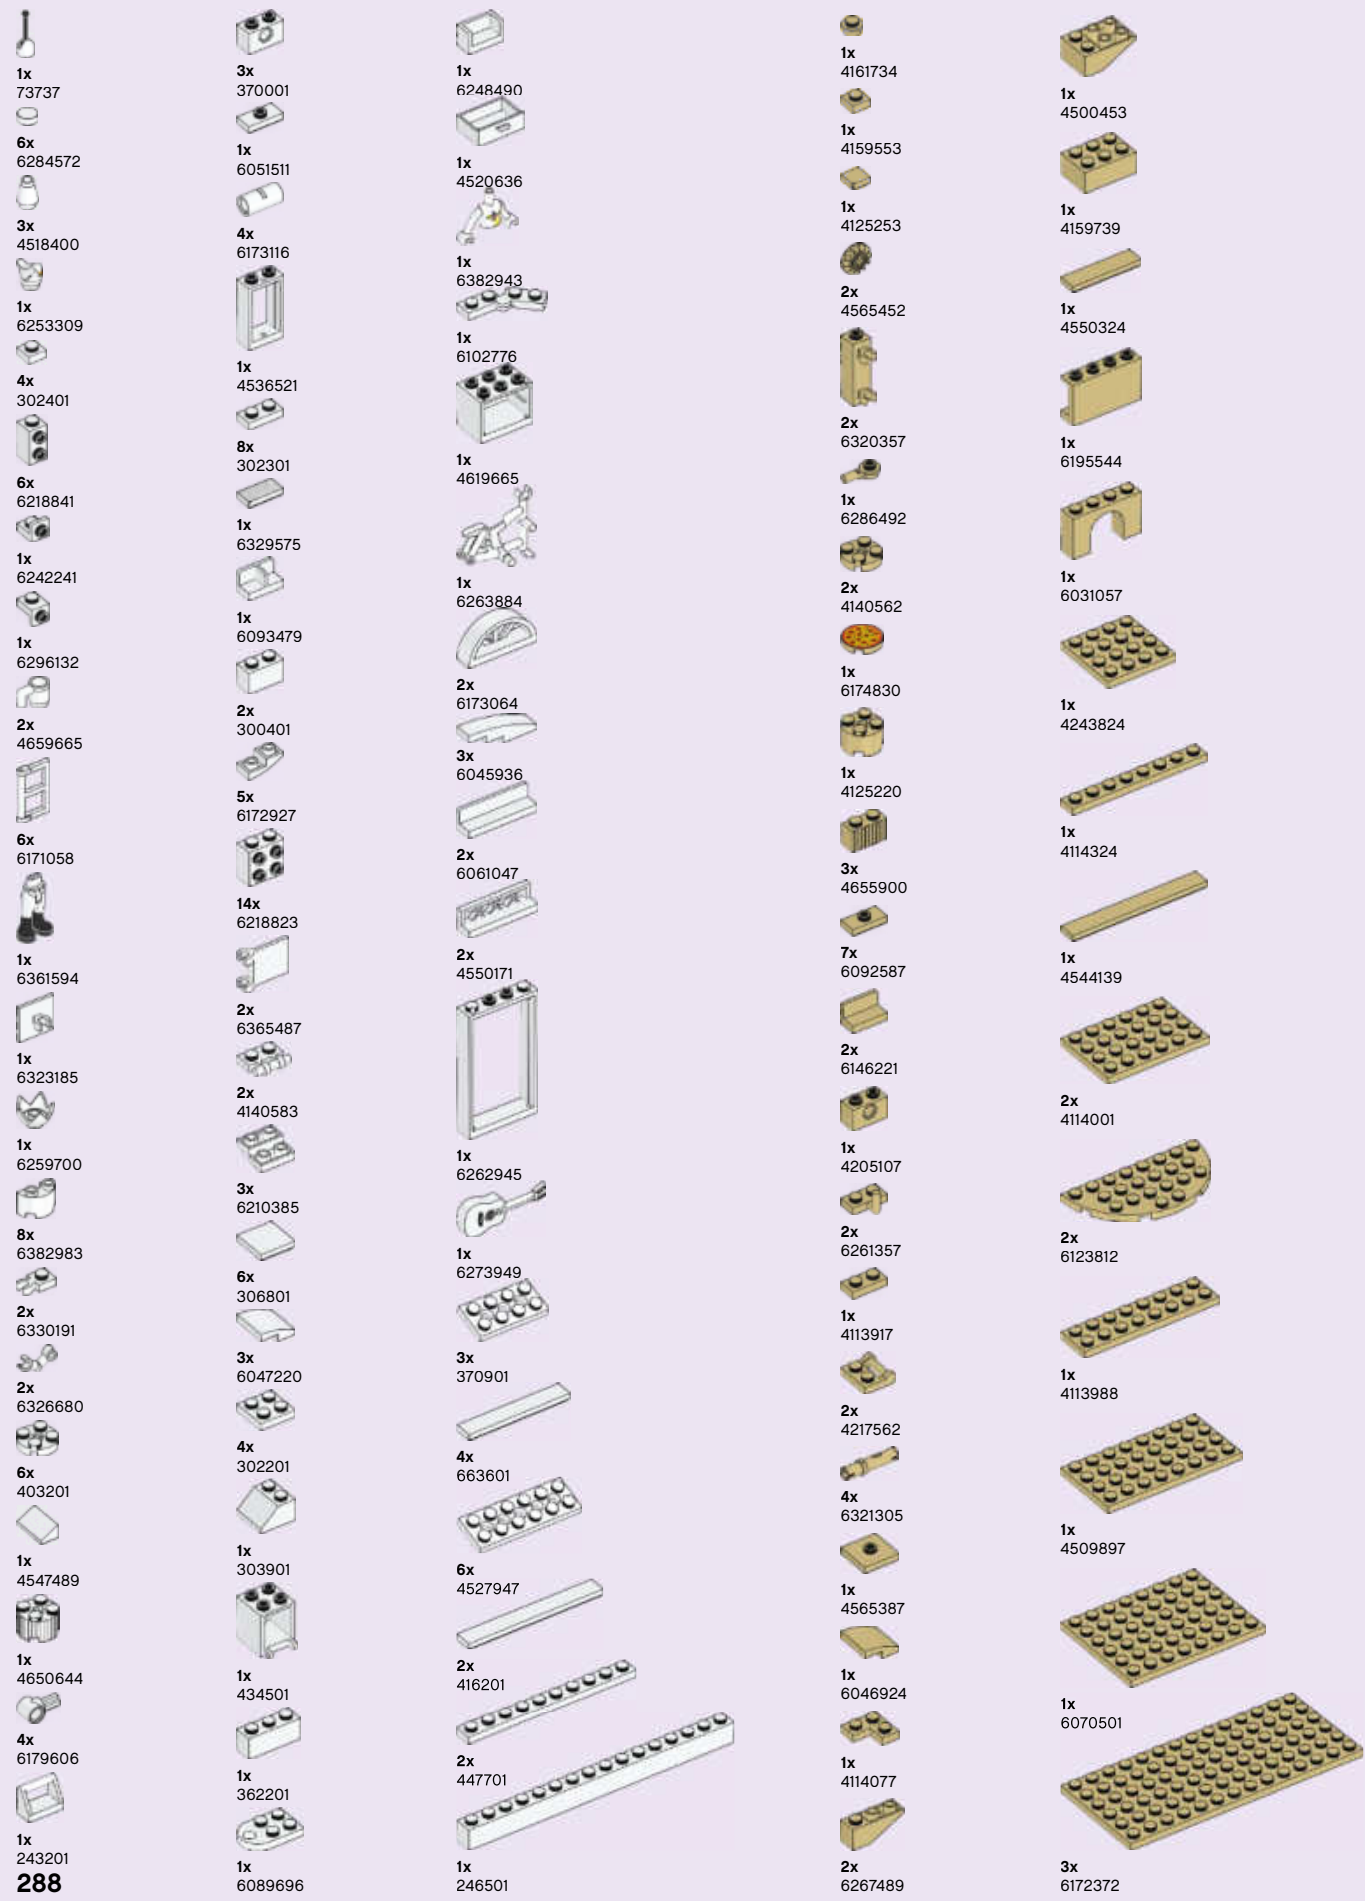 1x
73737
6x
6284572
3x
4518400
1x
6253309
4x
302401
6x
6218841
1x
6242241
1x
6296132
2x
4659665
6x
6171058
1x
6361594
1x
6323185
1x
6259700
8x
6382983
2x
6330191
2x
6326680
6x
403201
1x
4547489
1x
4650644
4x
6179606
1x
243201
288
3x
370001
1x
6051511
4x
6173116
1x
4536521
8x
302301
1x
6329575
1x
6093479
2x
300401
5x
6172927
14x
6218823
2x
6365487
2x
4140583
3x
6210385
6x
306801
3x
6047220
4x
302201
1x
303901
1x
434501
1x
362201
1x
6089696
1x
6248490
1x
4520636
1x
6382943
1x
6102776
1x
4619665
1x
6263884
2x
6173064
3x
6045936
2x
6061047
2x
4550171
1x
6262945
1x
6273949
3x
370901
4x
663601
6x
4527947
2x
416201
2x
447701
1x
246501
1x
4161734
1x
4159553
1x
4125253
2x
4565452
2x
6320357
1x
6286492
2x
4140562
1x
6174830
1x
4125220
3x
4655900
7x
6092587
2x
6146221
1x
4205107
2x
6261357
1x
4113917
2x
4217562
4x
6321305
1x
4565387
1x
6046924
1x
4114077
2x
6267489
1x
4500453
1x
4159739
1x
4550324
1x
6195544
1x
6031057
1x
4243824
1x
4114324
1x
4544139
2x
4114001
2x
6123812
1x
4113988
1x
4509897
1x
6070501
3x
6172372